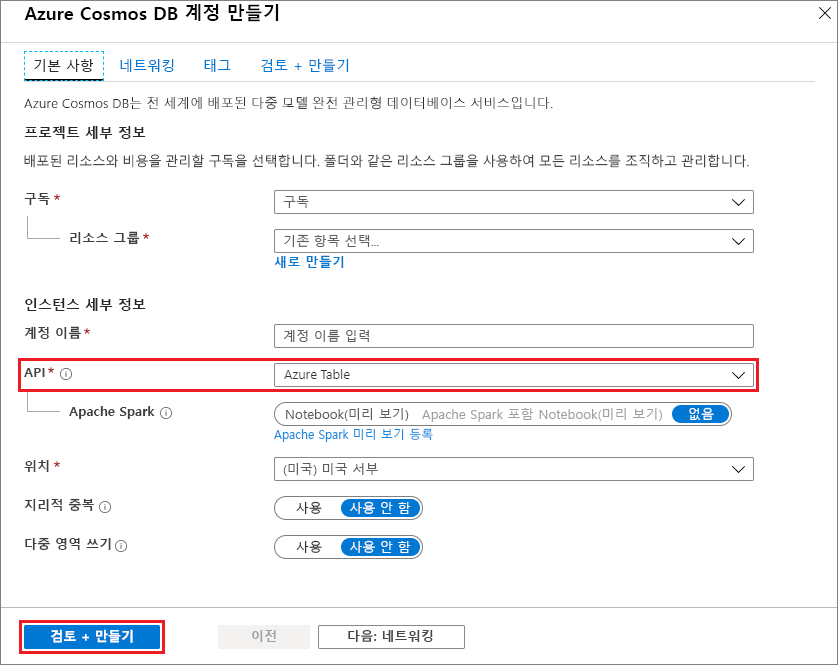 Azure Cosmos DB 계정 만들기
기본 사항 네트워킹 태그 검토 + 만들기
Azure Cosmos DB는 전 세계에 배포된 다중 모델 완전 관리형 데이터베이스 서비스입니다.
프로젝트 세부 정보
배포된 리소스와 비용을 관리할 구독을 선택합니다. 폴더와 같은 리소스 그룹을 사용하여 모든 리소스를 조직하고 관리합니다.
구독 * 구독
리소스 그룹 * 기존 항목 선택...
새로 만들기
인스턴스 세부 정보
계정 이름 * 계정 이름 입력
API * Azure Table
Apache Spark Notebook(미리 보기) Apache Spark 포함 Notebook(미리 보기) 없음
Apache Spark 미리 보기 등록
위치 * (미국) 미국 서부
지리적 중복 사용 사용 안 함
다중 영역 쓰기 사용 사용 안 함
검토 + 만들기 이전 다음: 네트워킹